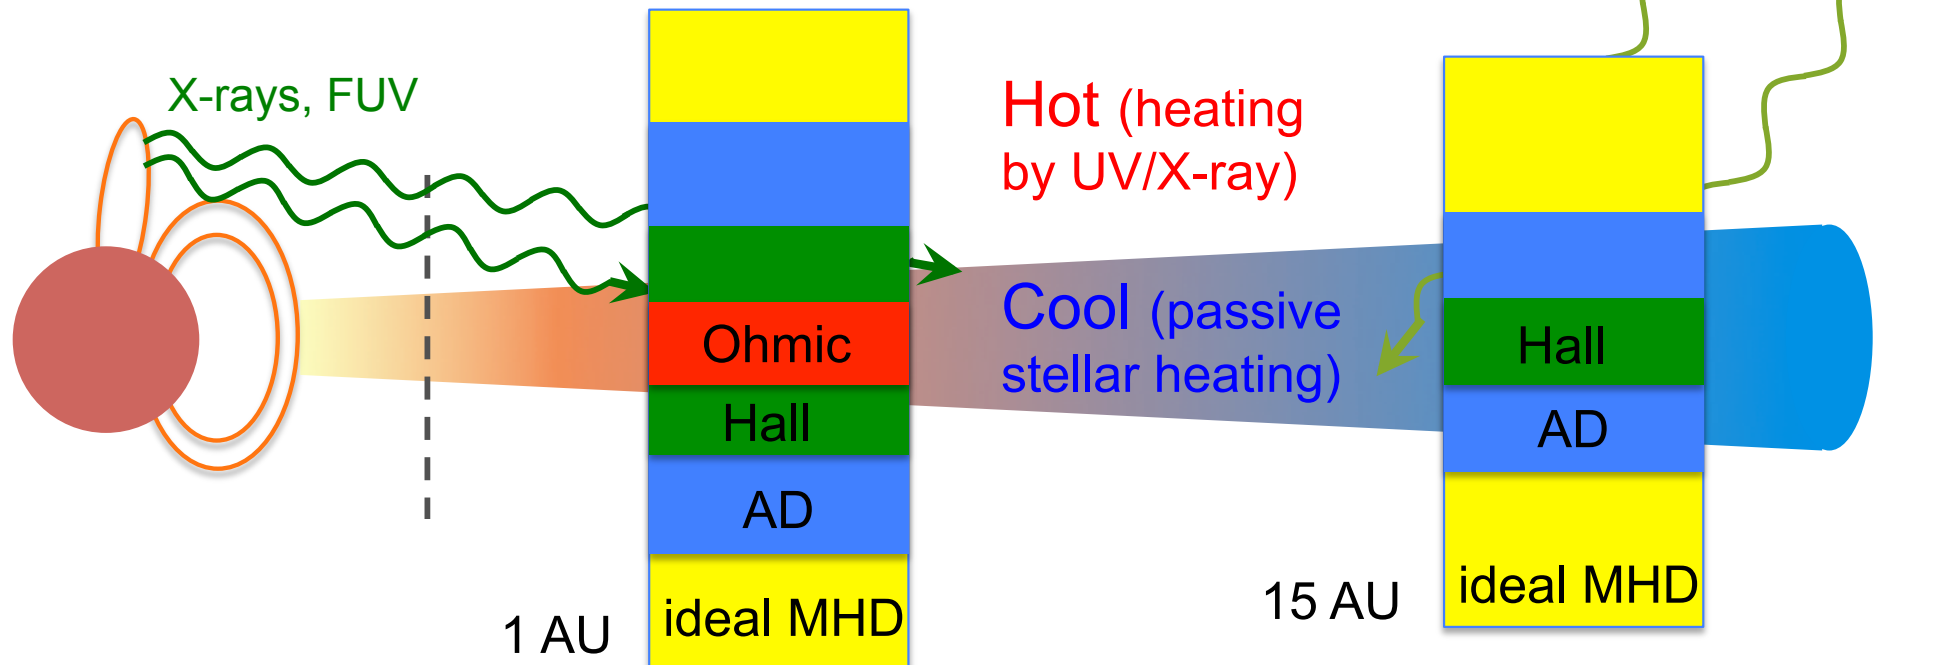 X-rays, FUV
Hot (heating
by UV/X-ray)
Cool (passive
stellar heating)
Ohmic
Hall
AD
ideal MHD
1 AU
Hall
AD
ideal MHD
15 AU